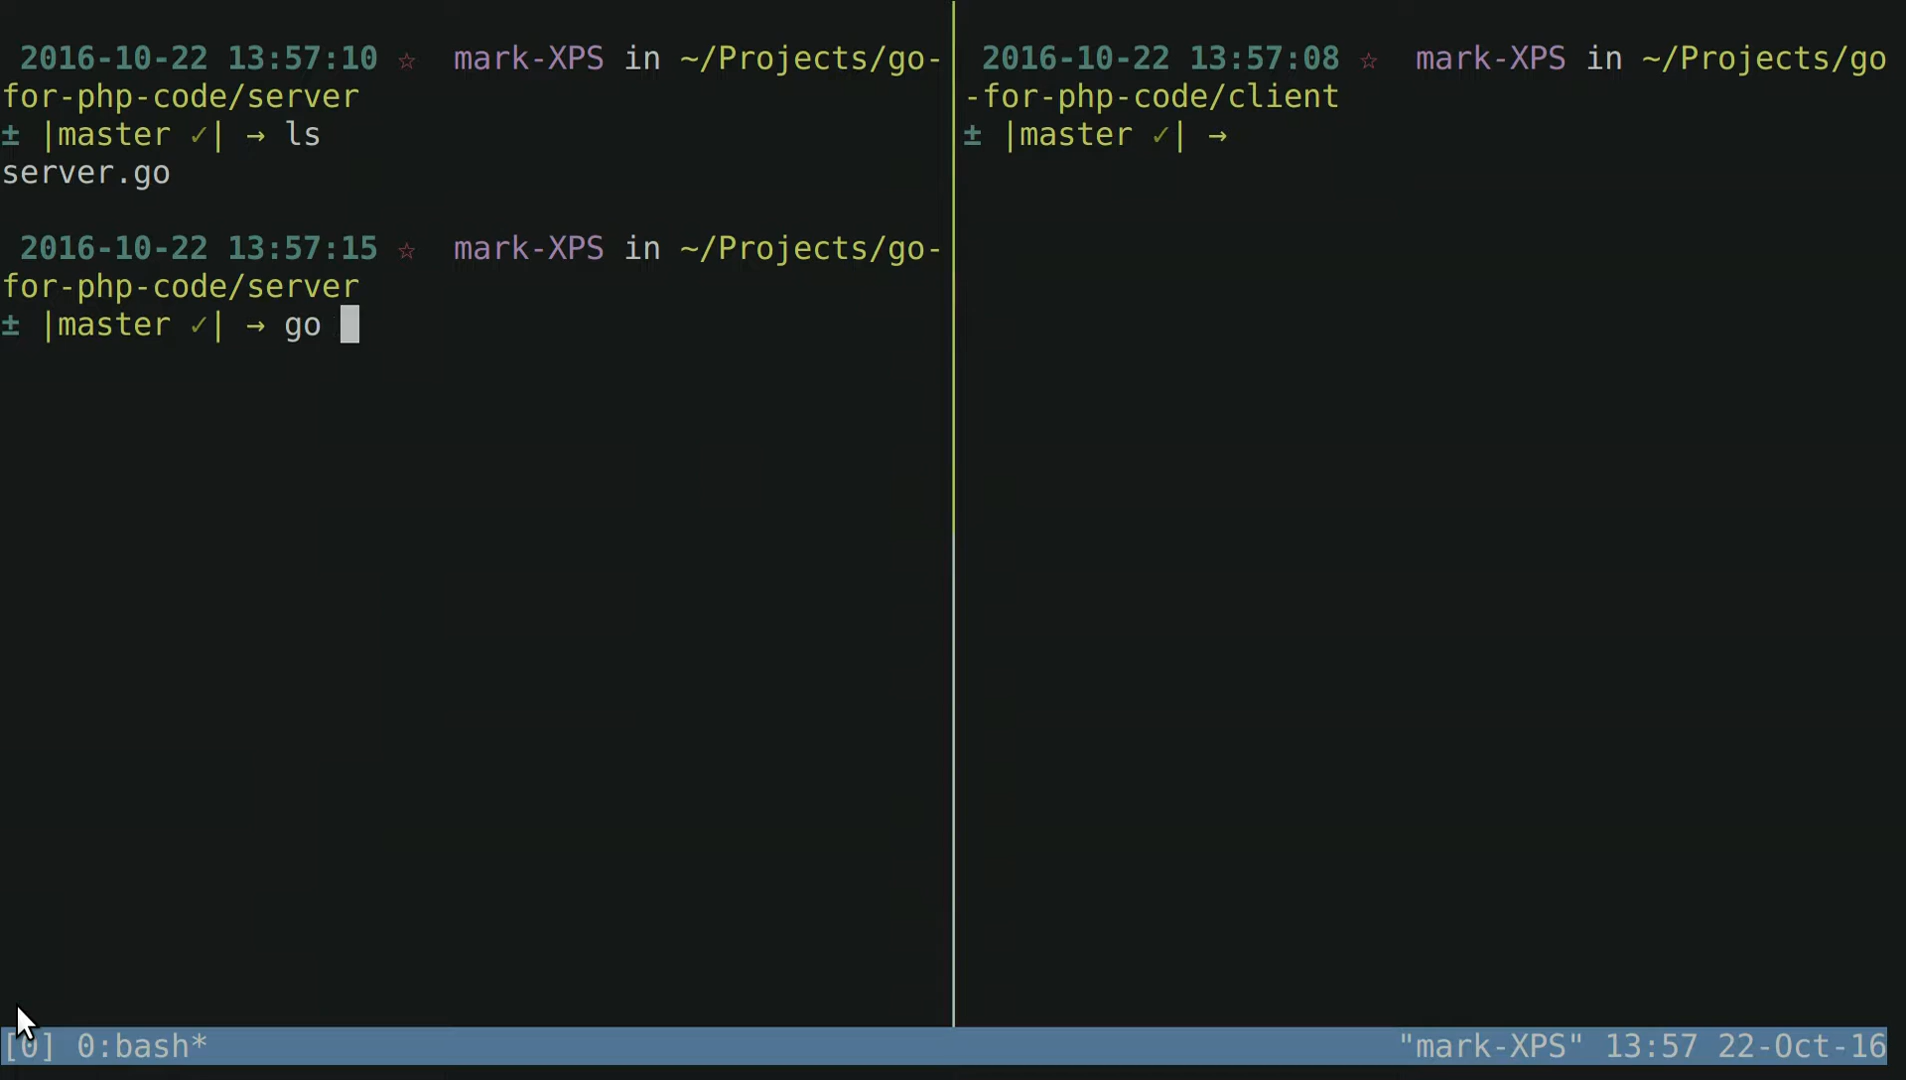 2016-10-22 13:57:10 ☆ mark-XPS in ~/Projects/go-
for-php-code/server
± |master ✓| → ls
server.go
2016-10-22 13:57:15 ☆ mark-XPS in ~/Projects/go-
for-php-code/server
± |master ✓| → go
2016-10-22 13:57:08 ☆ mark-XPS in ~/Projects/go
-for-php-code/client
± |master ✓| →
[0] 0:bash* "mark-XPS" 13:57 22-Oct-16